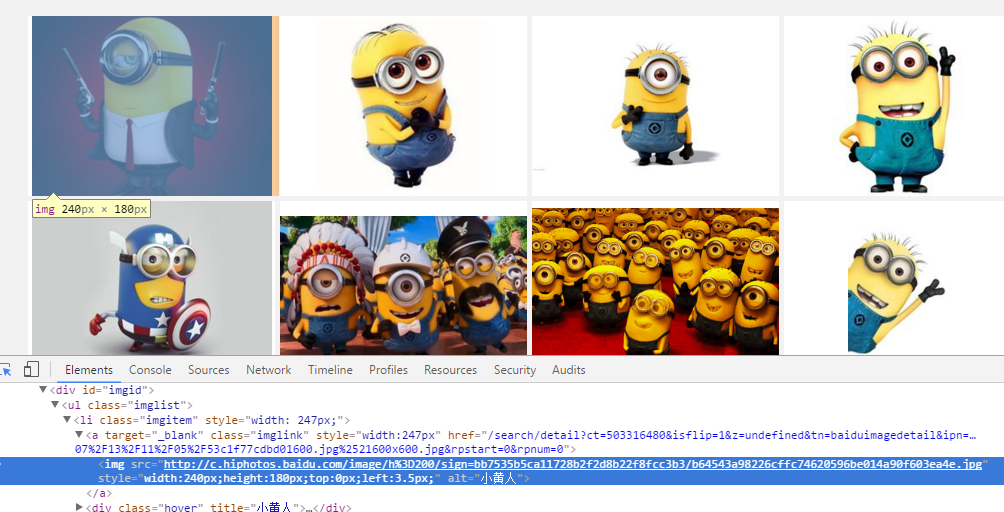 img 240px × 180px
Elements Console Sources Network Timeline Profiles Resources Security Audits
▼<div id="imgid">
▼<ul class="imglist">
▼<li class="imgitem" style="width: 247px;">
▼<a target="_blank" class="imglink" style="width:247px" href="/search/detail?ct=503316480&isflip=1&z=undefined&tn=baiduimagedetail&ipn=…
07%2F13%2F11%2F05%2F53c1f77cdbd01600.jpg%2521600x600.jpg&rpstart=0&rpnum=0">
<img src="http://c.hiphotos.baidu.com/image/h%3D200/sign=bb7535b5ca11728b2f2d8b22f8fcc3b3/b64543a98226cffc74620596be014a90f603ea4e.jpg"
style="width:240px;height:180px;top:0px;left:3.5px;" alt="小黄人">
</a>
▶<div class="hover" title="小黄人">…</div>